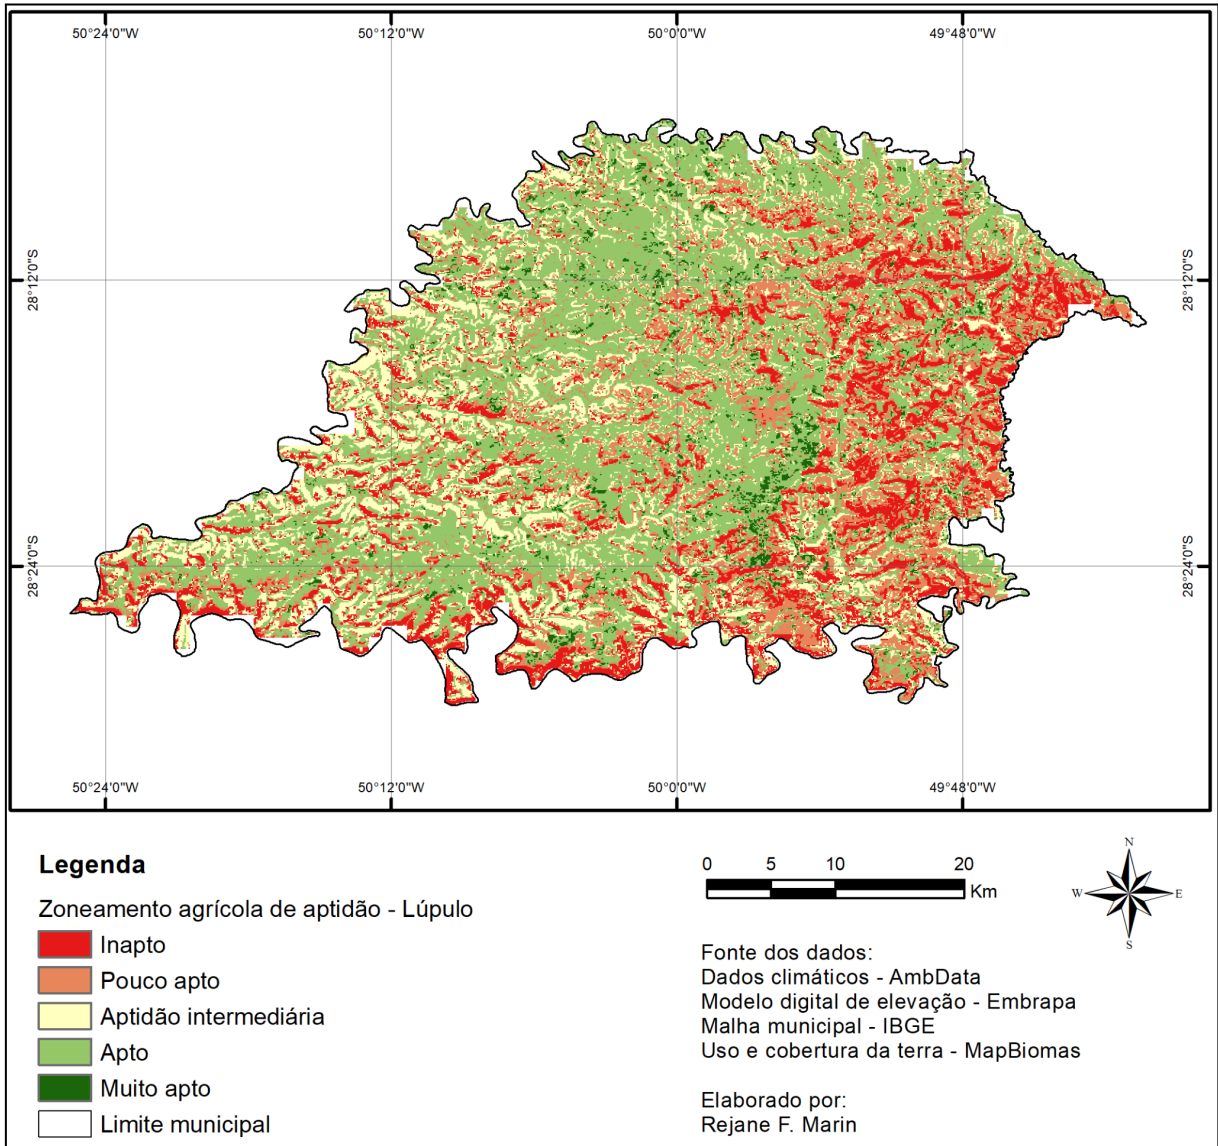 50°24'0"W 50°12'0"W 50°0'0"W 49°48'0"W
28°12'0"S 28°12'0"S
28°24'0"S 28°24'0"S
50°24'0"W 50°12'0"W 50°0'0"W 49°48'0"W
Legenda
Zoneamento agrícola de aptidão - Lúpulo
Inapto
Pouco apto
Aptidão intermediária
Apto
Muito apto
Limite municipal
0 5 10 20
Km
N
W E
S
Fonte dos dados:
Dados climáticos - AmbData
Modelo digital de elevação - Embrapa
Malha municipal - IBGE
Uso e cobertura da terra - MapBiomas
Elaborado por:
Rejane F. Marin